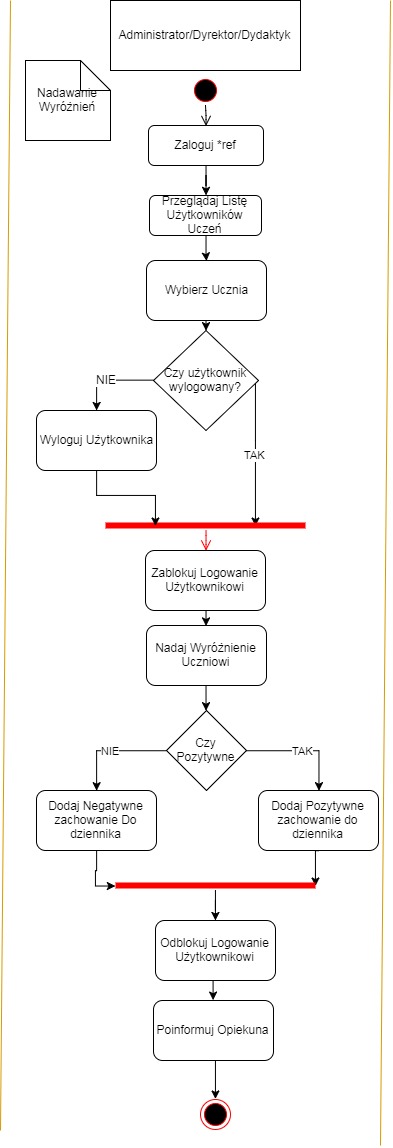 Administrator/Dyrektor/Dydaktyk
Nadawanie
Wyróżnień
Zaloguj *ref
Przeglądaj Listę
Użytkowników
Uczeń
Wybierz Ucznia
Czy użytkownik
wylogowany?
NIE
Wyloguj Użytkownika
TAK
Zablokuj Logowanie
Użytkownikowi
Nadaj Wyróżnienie
Uczniowi
Czy
Pozytywne
NIE
TAK
Dodaj Negatywne
zachowanie Do
dziennika
Dodaj Pozytywne
zachowanie do
dziennika
Odblokuj Logowanie
Użytkownikowi
Poinformuj Opiekuna